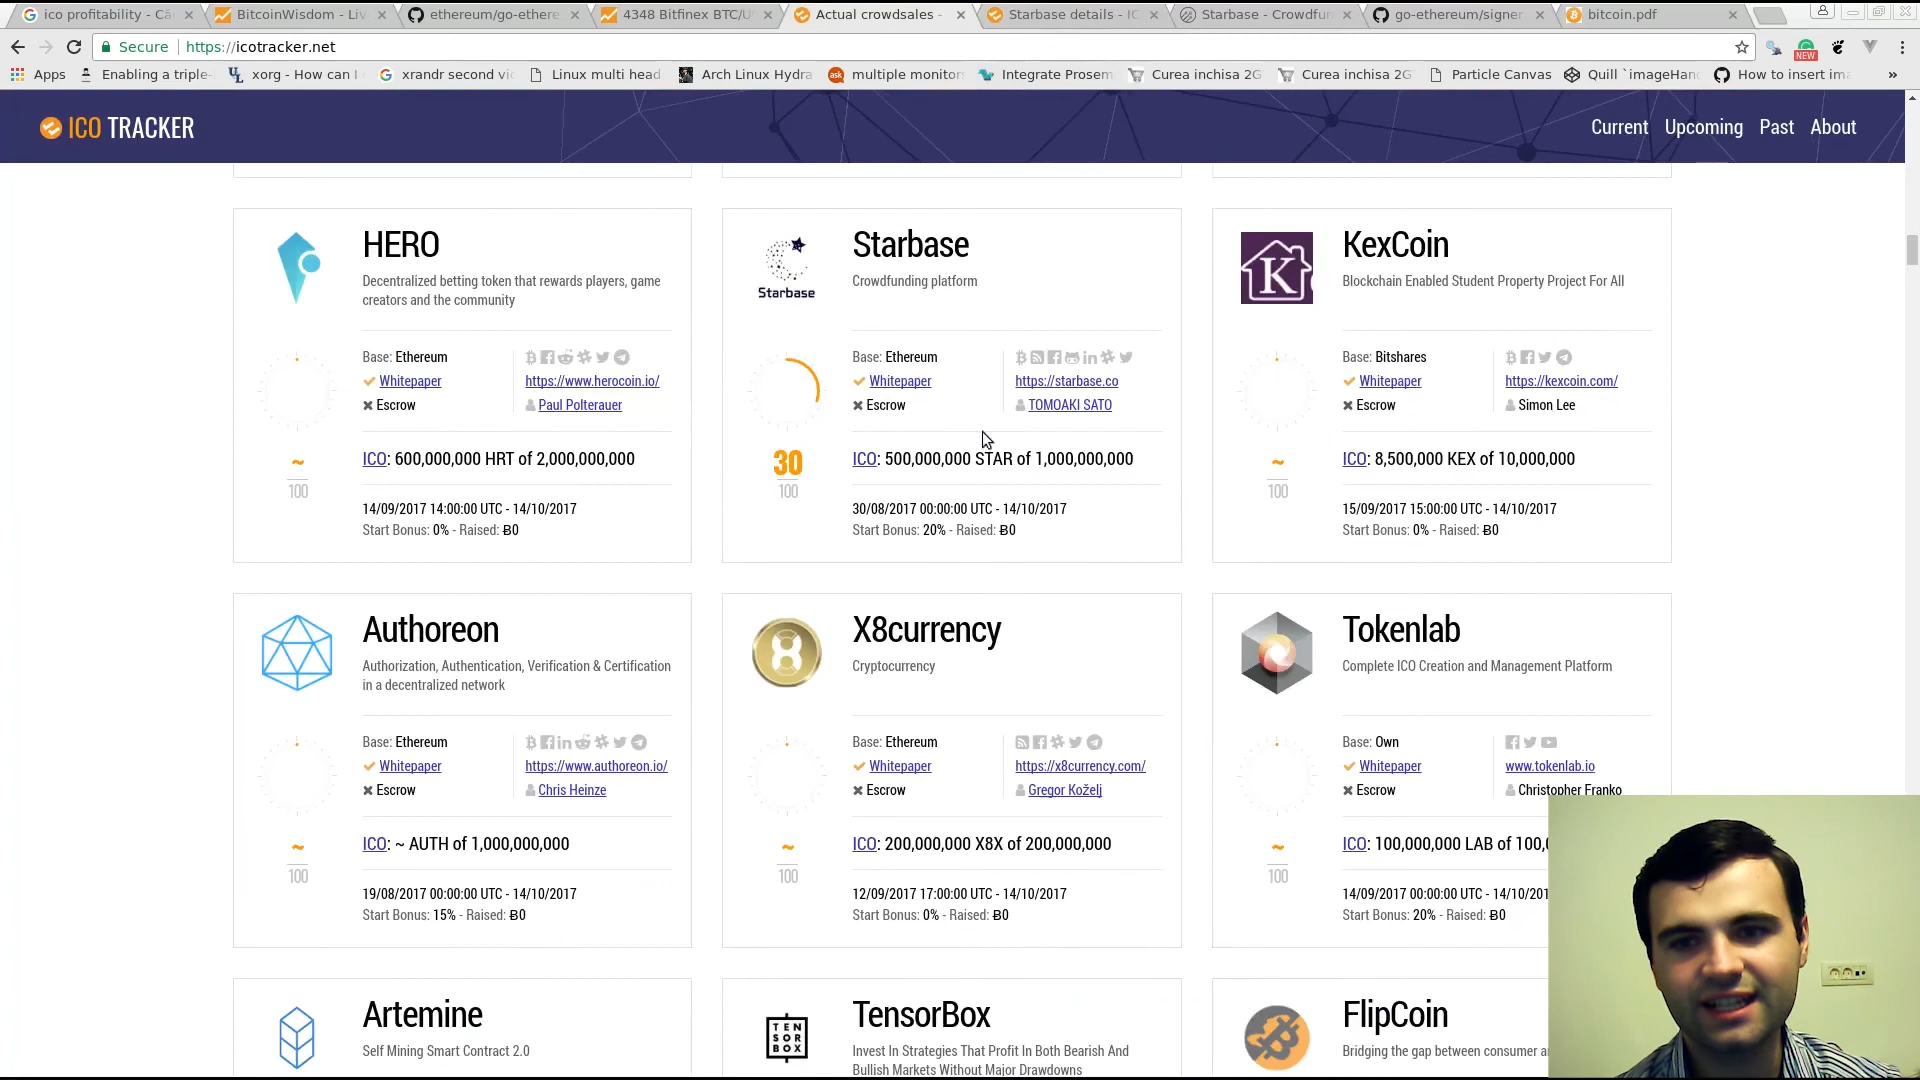 ico profitability - Că
BitcoinWisdom - Liv
ethereum/go-ethere
4348 Bitfinex BTC/U
Actual crowdsales -
Starbase details - IC
Starbase - Crowdfun
go-ethereum/signer
bitcoin.pdf
Secure https://icotracker.net
NEW
Apps
Enabling a triple-
xorg - How can I
xrandr second vi
Linux multi head
Arch Linux Hydra
multiple monitor
Integrate Prosem
Curea inchisa 2G
Curea inchisa 2G
Particle Canvas
Quill `imageHan
How to insert ima
»
ICO TRACKER
Current Upcoming Past About
HERO
Decentralized betting token that rewards players, game
creators and the community
Base: Ethereum
Whitepaper
https://www.herocoin.io/
Escrow
Paul Polterauer
~
100
ICO: 600,000,000 HRT of 2,000,000,000
14/09/2017 14:00:00 UTC - 14/10/2017
Start Bonus: 0% - Raised: Ƀ0
Starbase
Starbase
Crowdfunding platform
Base: Ethereum
Whitepaper
https://starbase.co
Escrow
TOMOAKI SATO
30
100
ICO: 500,000,000 STAR of 1,000,000,000
30/08/2017 00:00:00 UTC - 14/10/2017
Start Bonus: 20% - Raised: Ƀ0
K
KexCoin
Blockchain Enabled Student Property Project For All
Base: Bitshares
Whitepaper
https://kexcoin.com/
Escrow
Simon Lee
~
100
ICO: 8,500,000 KEX of 10,000,000
15/09/2017 15:00:00 UTC - 14/10/2017
Start Bonus: 0% - Raised: Ƀ0
Authoreon
Authorization, Authentication, Verification & Certification
in a decentralized network
Base: Ethereum
Whitepaper
https://www.authoreon.io/
Escrow
Chris Heinze
~
100
ICO: ~ AUTH of 1,000,000,000
19/08/2017 00:00:00 UTC - 14/10/2017
Start Bonus: 15% - Raised: Ƀ0
8
X8currency
Cryptocurrency
Base: Ethereum
Whitepaper
https://x8currency.com/
Escrow
Gregor Koželj
~
100
ICO: 200,000,000 X8X of 200,000,000
12/09/2017 17:00:00 UTC - 14/10/2017
Start Bonus: 0% - Raised: Ƀ0
Tokenlab
Complete ICO Creation and Management Platform
Base: Own
Whitepaper
www.tokenlab.io
Escrow
Christopher Franko
~
100
ICO: 100,000,000 LAB of 100,0
14/09/2017 00:00:00 UTC - 14/10/201
Start Bonus: 20% - Raised: Ƀ0
Artemine
Self Mining Smart Contract 2.0
TEN
SOR
BOX
TensorBox
Invest In Strategies That Profit In Both Bearish And
Bullish Markets Without Major Drawdowns
FlipCoin
Bridging the gap between consumer a